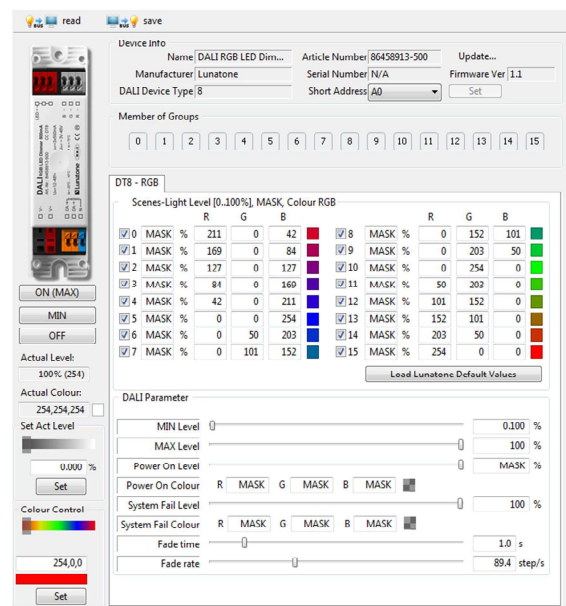 read save
Device Info
Name DALI RGB LED Dim... Article Number 86458913-500 Update...
Manufacturer Lunatone Serial Number N/A Firmware Ver 1.1
DALI Device Type 8 Short Address A0 Set
Member of Groups
0 1 2 3 4 5 6 7 8 9 10 11 12 13 14 15
DT8 - RGB
Scenes-Light Level [0..100%], MASK, Colour RGB
R G B R G B
0 MASK % 211 0 42 8 MASK % 0 152 101
1 MASK % 169 0 84 9 MASK % 0 203 50
2 MASK % 127 0 127 10 MASK % 0 254 0
3 MASK % 84 0 169 11 MASK % 50 203 0
4 MASK % 42 0 211 12 MASK % 101 152 0
5 MASK % 0 0 254 13 MASK % 152 101 0
6 MASK % 0 50 203 14 MASK % 203 50 0
7 MASK % 0 101 152 15 MASK % 254 0 0
Load Lunatone Default Values
DALI Parameter
MIN Level 0.100 %
MAX Level 100 %
Power On Level MASK %
Power On Colour R MASK G MASK B MASK
System Fail Level 100 %
System Fail Colour R MASK G MASK B MASK
Fade time 1.0 s
Fade rate 89.4 step/s
DALI RGB LED Dimmer
Lunatone
ON (MAX)
MIN
OFF
Actual Level:
100% (254)
Actual Colour:
254,254,254
Set Act Level
0.000 %
Set
Colour Control
254,0,0
Set